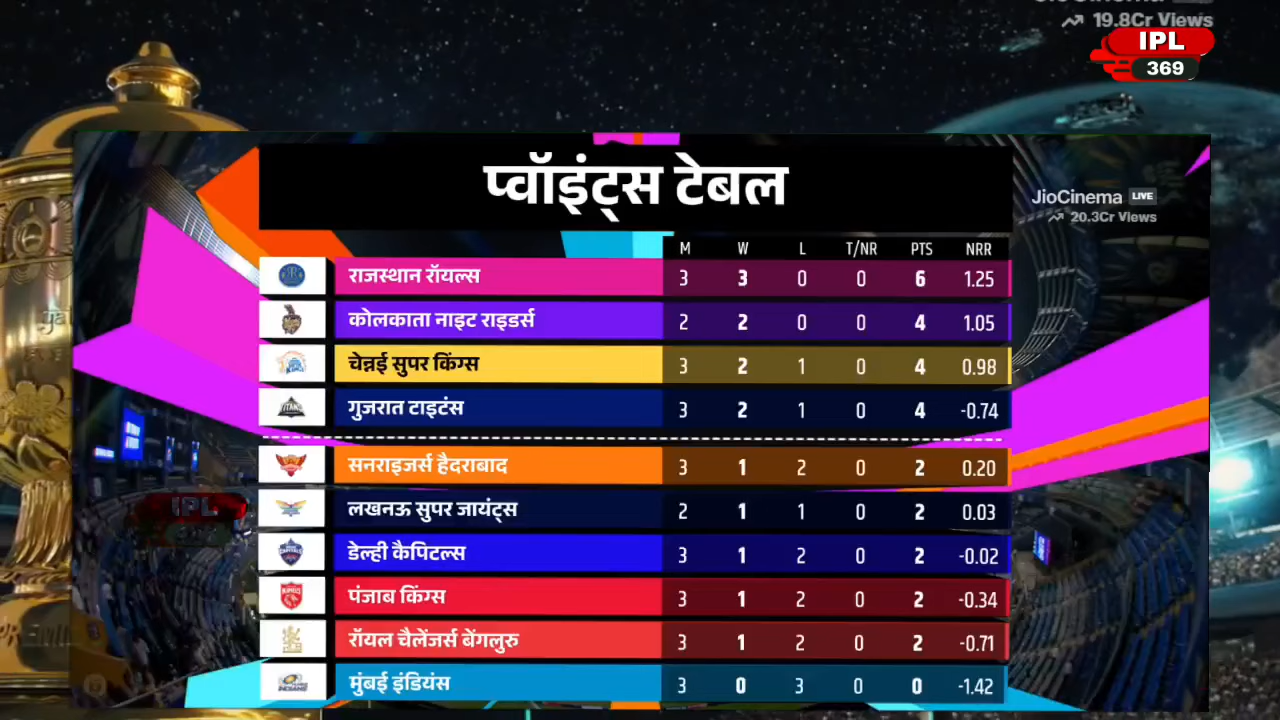 19.8Cr Views
IPL
369
प्वॉइंट्स टेबल
JioCinema LIVE
20.3Cr Views
M W L T/NR PTS NRR
राजस्थान रॉयल्स 3 3 0 0 6 1.25
कोलकाता नाइट राइडर्स 2 2 0 0 4 1.05
चेन्नई सुपर किंग्स 3 2 1 0 4 0.98
गुजरात टाइटंस 3 2 1 0 4 -0.74
सनराइजर्स हैदराबाद 3 1 2 0 2 0.20
लखनऊ सुपर जायंट्स 2 1 1 0 2 0.03
डेल्ही कैपिटल्स 3 1 2 0 2 -0.02
पंजाब किंग्स 3 1 2 0 2 -0.34
रॉयल चैलेंजर्स बेंगलुरु 3 1 2 0 2 -0.71
मुंबई इंडियंस 3 0 3 0 0 -1.42
IPL